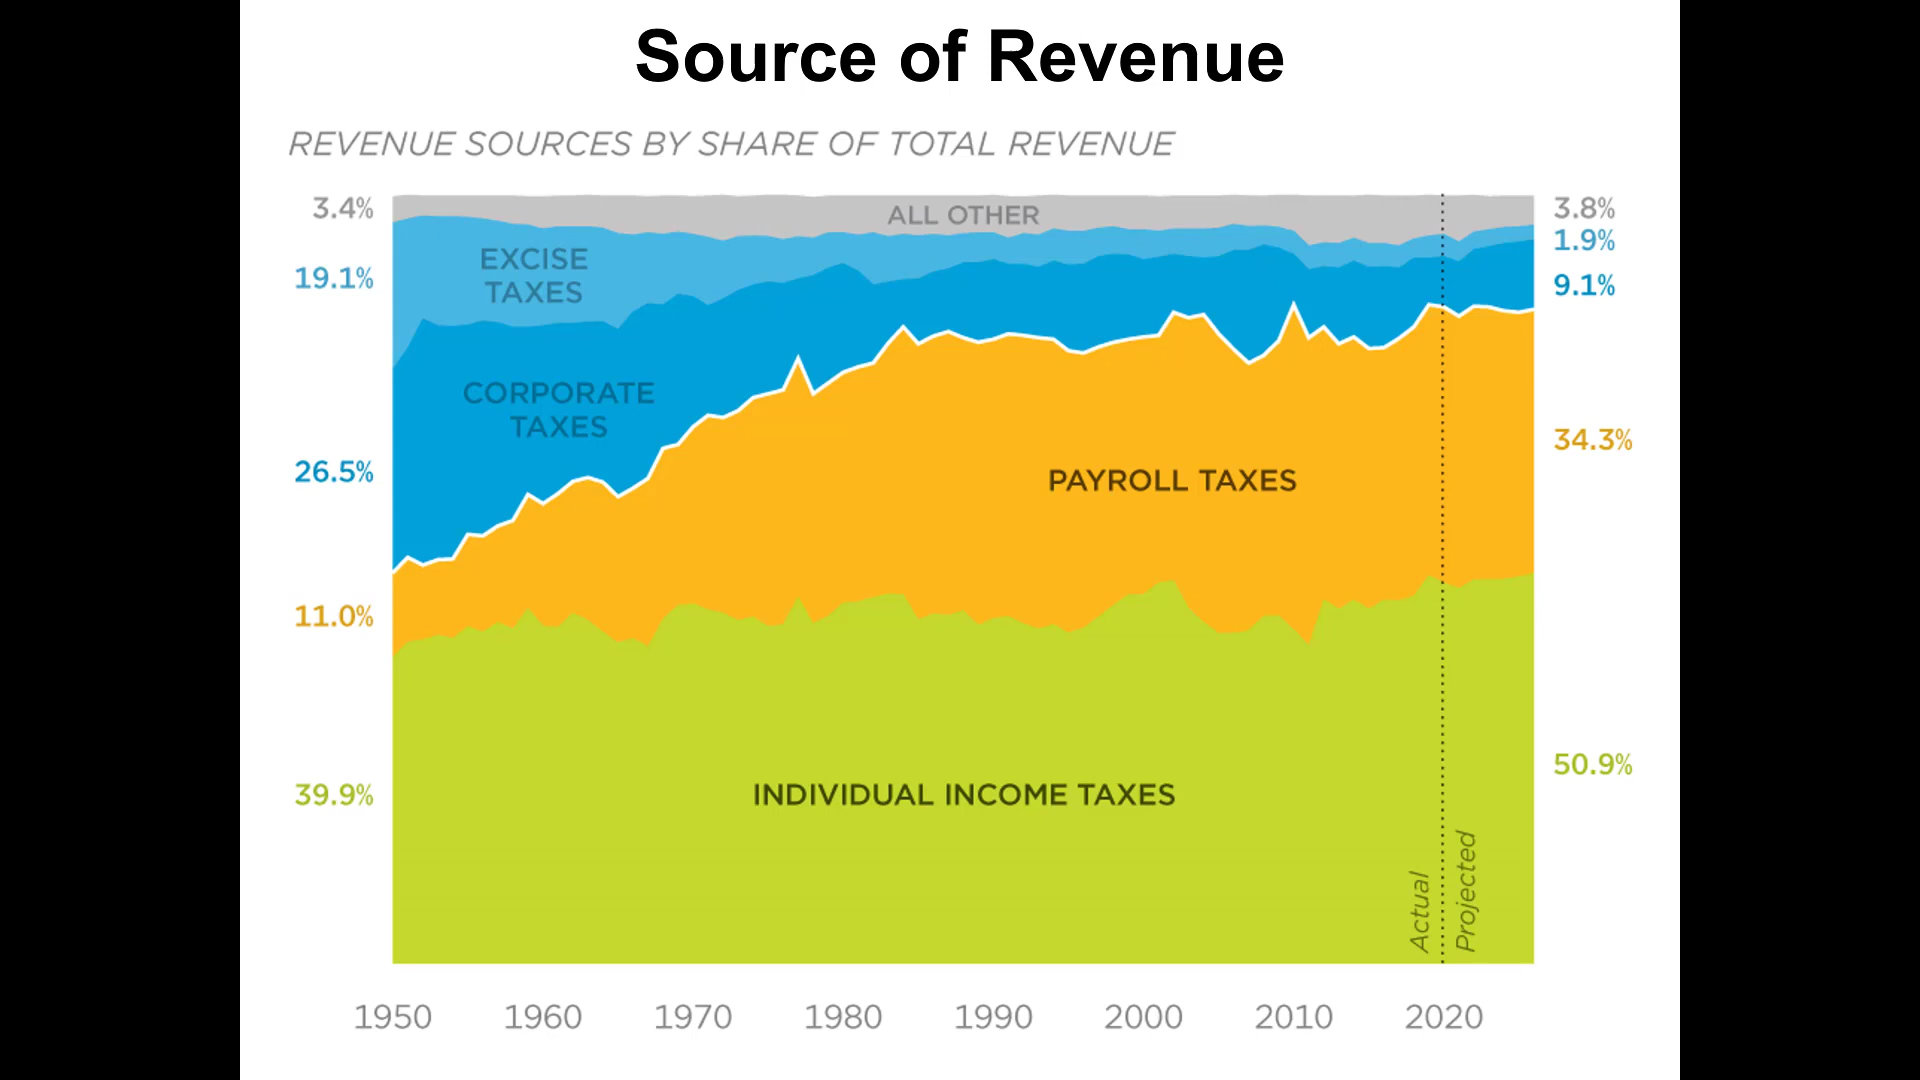 Source of Revenue
REVENUE SOURCES BY SHARE OF TOTAL REVENUE
3.4%
19.1%
26.5%
11.0%
39.9%
ALL OTHER
EXCISE
TAXES
CORPORATE
TAXES
PAYROLL TAXES
INDIVIDUAL INCOME TAXES
Actual
Projected
3.8%
1.9%
9.1%
34.3%
50.9%
1950 1960 1970 1980 1990 2000 2010 2020